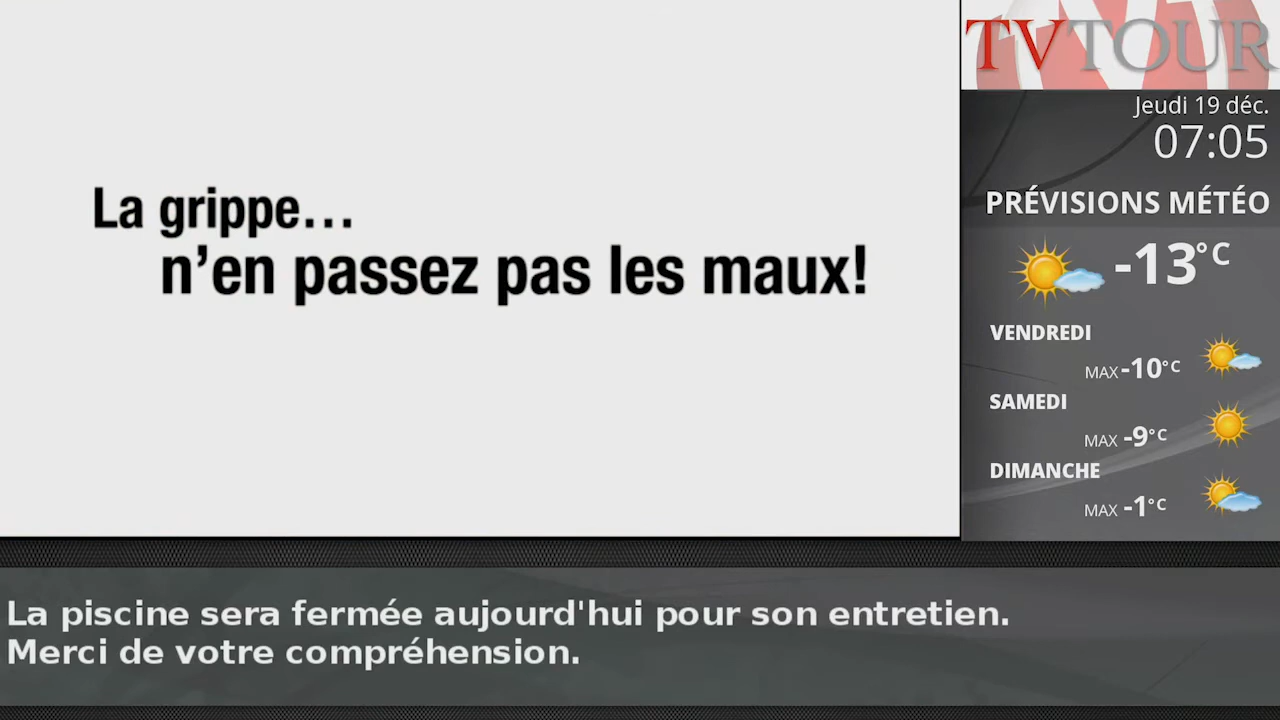 La grippe...
n'en passez pas les maux!
TVTOUR
Jeudi 19 déc.
07:05
PRÉVISIONS MÉTÉO
-13°C
VENDREDI
MAX -10°C
SAMEDI
MAX -9°C
DIMANCHE
MAX -1°C
La piscine sera fermée aujourd'hui pour son entretien.
Merci de votre compréhension.